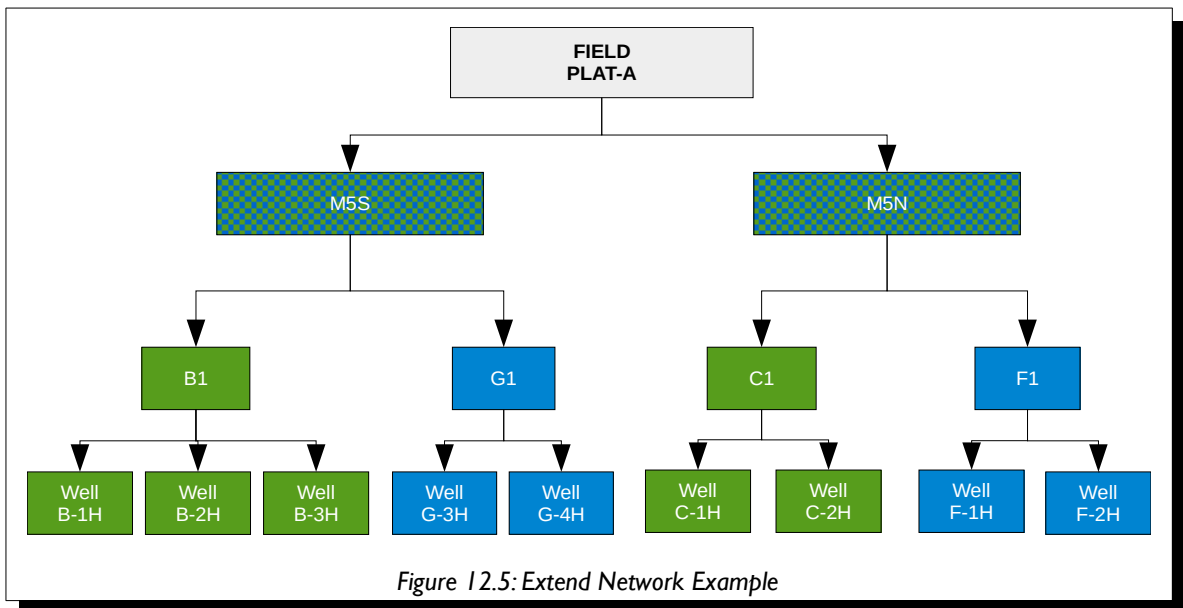 FIELD
PLAT-A
M5S
M5N
B1
G1
C1
F1
Well
B-1H
Well
B-2H
Well
B-3H
Well
G-3H
Well
G-4H
Well
C-1H
Well
C-2H
Well
F-1H
Well
F-2H
Figure 12.5: Extend Network Example